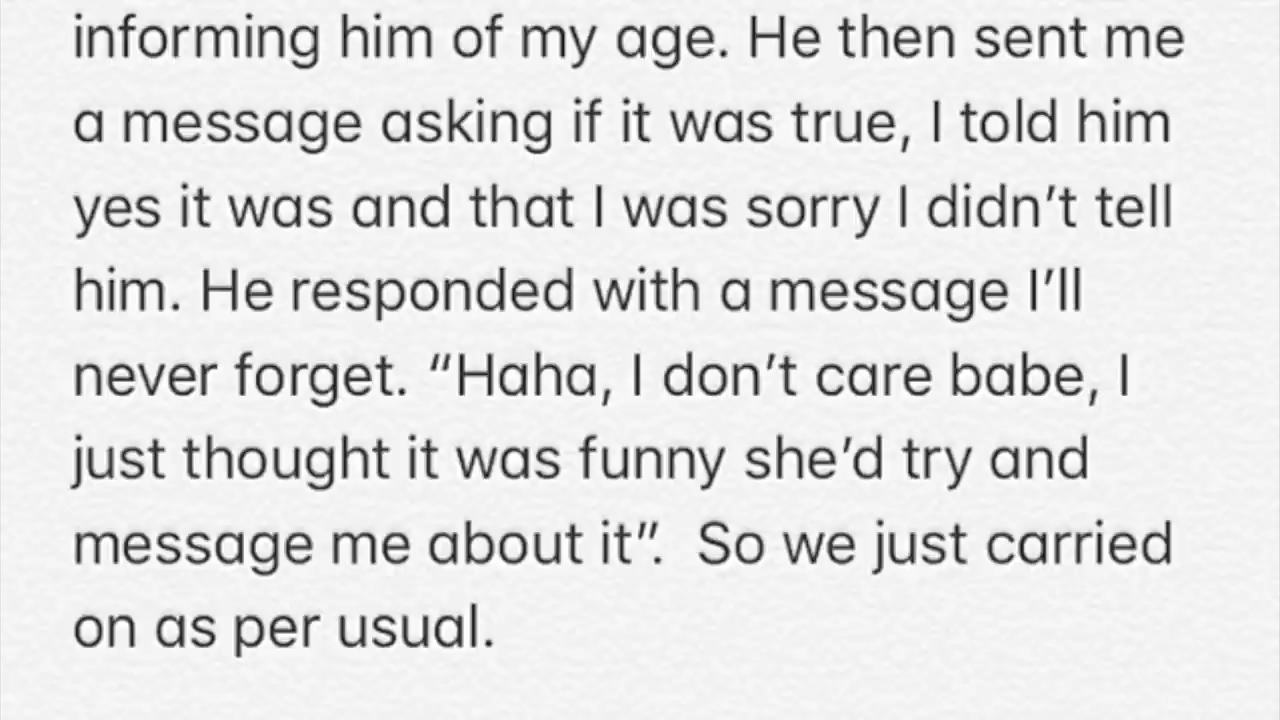 informing him of my age. He then sent me
a message asking if it was true, I told him
yes it was and that I was sorry I didn’t tell
him. He responded with a message I’ll
never forget. “Haha, I don’t care babe, I
just thought it was funny she’d try and
message me about it”.  So we just carried
on as per usual.